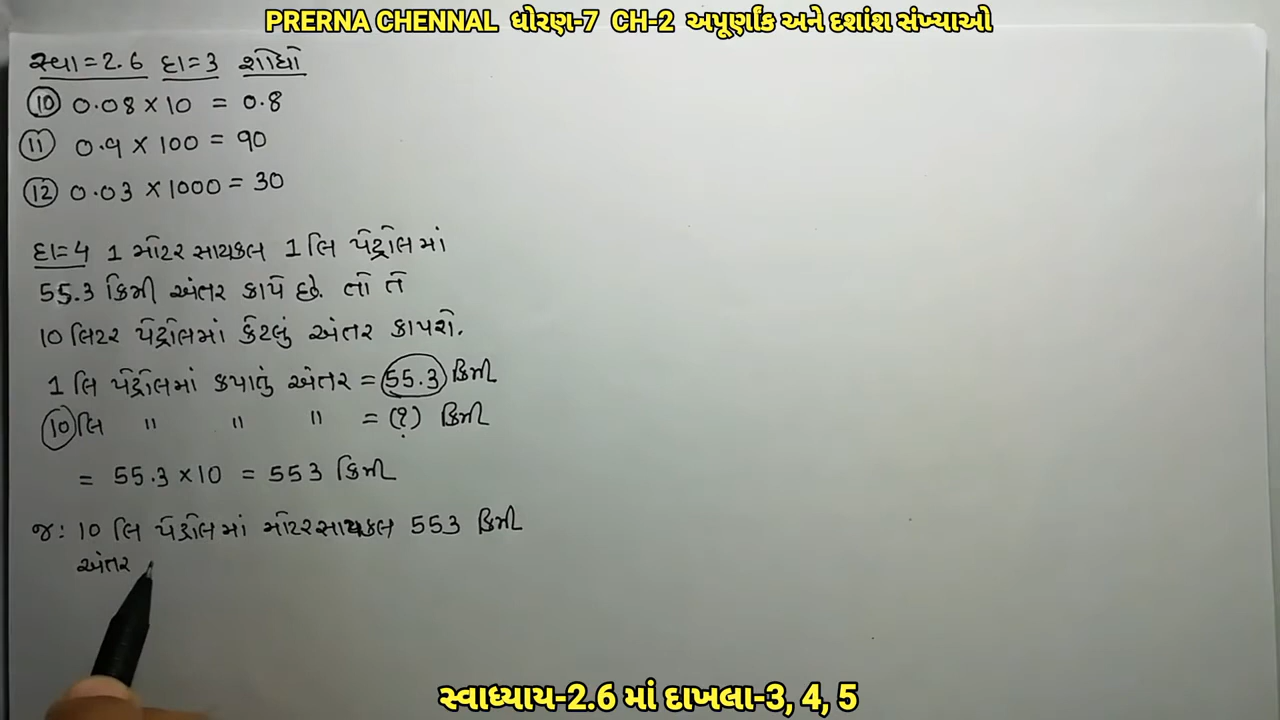 PRERNA CHENNAL ધોરણ-7 CH-2 અપૂર્ણાંક અને દશાંશ સંખ્યાઓ
સ્વા=2.6 દા=3 શોધો
⑩ 0.08 × 10 = 0.8
⑪ 0.9 × 100 = 90
⑫ 0.03 × 1000 = 30
દા=4 1 મોટર સાયકલ 1 લિ પેટ્રોલમાં
55.3 કિમી અંતર કાપે છે. તો તે
10 લિટર પેટ્રોલમાં કેટલું અંતર કાપશે.
1 લિ પેટ્રોલમાં કપાતું અંતર = 55.3 કિમી
10 લિ " " " = (?) કિમી
= 55.3 × 10 = 553 કિમી
જ: 10 લિ પેટ્રોલમાં મોટરસાયકલ 553 કિમી
અંતર
સ્વાધ્યાય-2.6 માં દાખલા-3, 4, 5